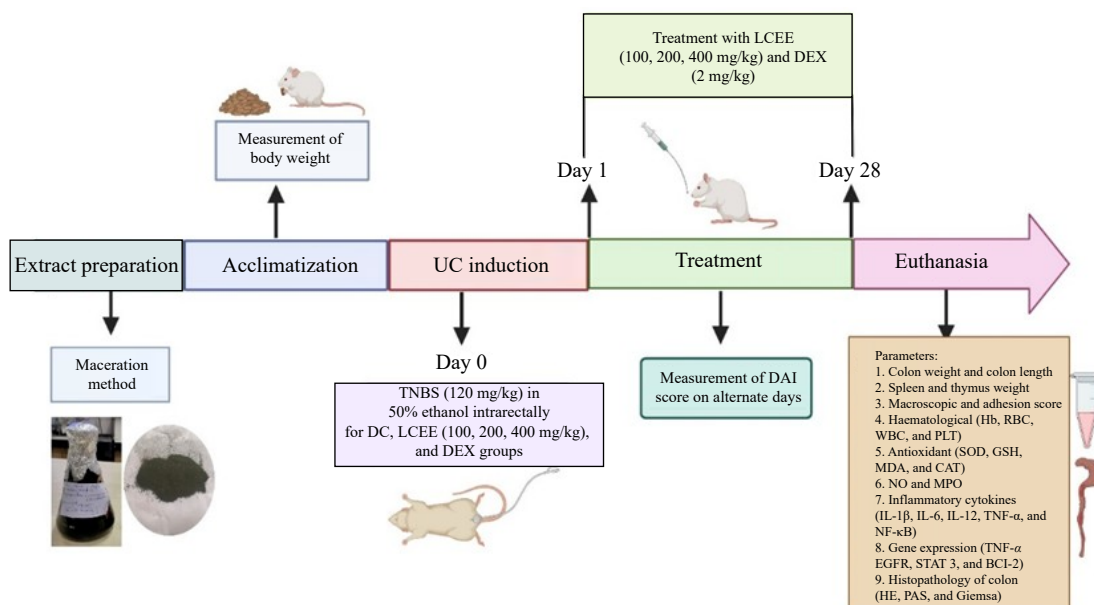 Treatment with LCEE
(100, 200, 400 mg/kg) and DEX
(2 mg/kg)
Measurement of
body weight
Day 1
Day 28
Extract preparation
Acclimatization
UC induction
Treatment
Euthanasia
Maceration
method
Day 0
TNBS (120 mg/kg) in
50% ethanol intrarectally
for DC, LCEE (100, 200, 400 mg/kg),
and DEX groups
Measurement of DAI
score on alternate days
Parameters:
1. Colon weight and colon length
2. Spleen and thymus weight
3. Macroscopic and adhesion score
4. Haematological (Hb, RBC,
WBC, and PLT)
5. Antioxidant (SOD, GSH,
MDA, and CAT)
6. NO and MPO
7. Inflammatory cytokines
(IL-1β, IL-6, IL-12, TNF-α, and
NF-κB)
8. Gene expression (TNF-α
EGFR, STAT 3, and BCI-2)
9. Histopathology of colon
(HE, PAS, and Giemsa)